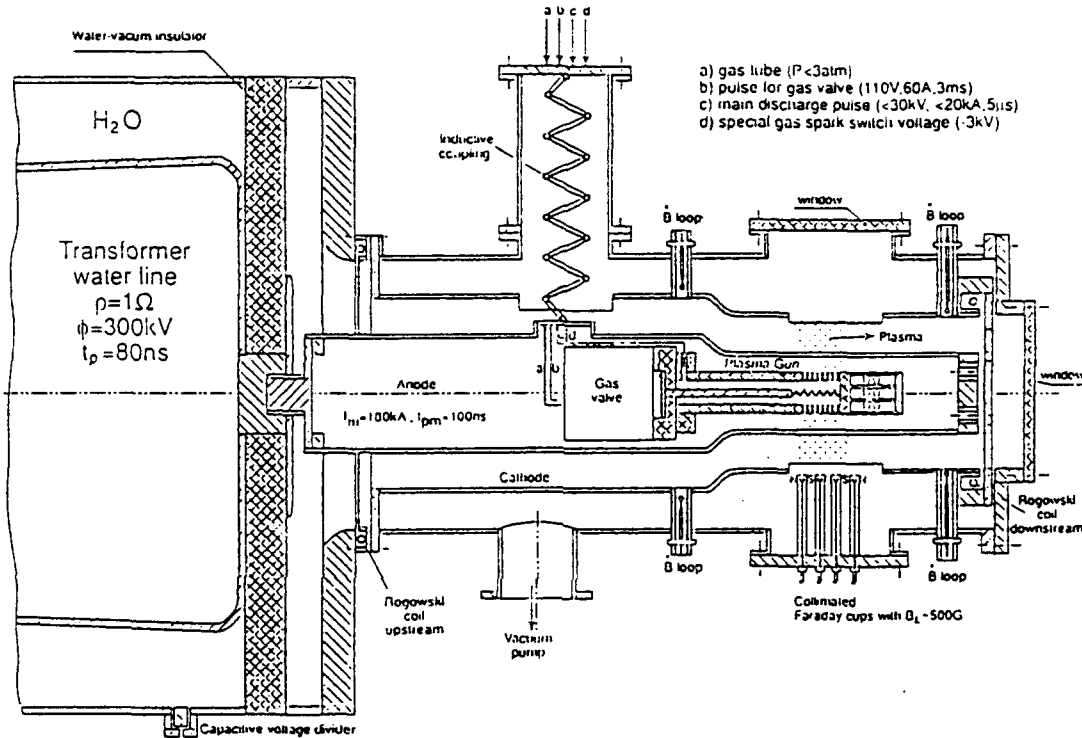 a b c d
Water-vacum insulator
a) gas tube (P<3atm)
b) pulse for gas valve (110V,60A,3ms)
c) main discharge pulse (<30kV, <20kA,5µs)
d) special gas spark switch voltage (-3kV)
H₂O
Inductive
coupling
Ḃ loop
window
Ḃ loop
Transformer
water line
ρ=1Ω
ϕ=300kV
tₚ=80ns
Plasma
Plasma Gun
Anode
Gas
valve
window
=180kA, =100ns
Cathode
Rogowski
coil
downstream
Ḃ loop
Ḃ loop
Rogowski
coil
upstream
Vacuum
pump
Collimated
Faraday cups with ~500G
Capacitive voltage divider